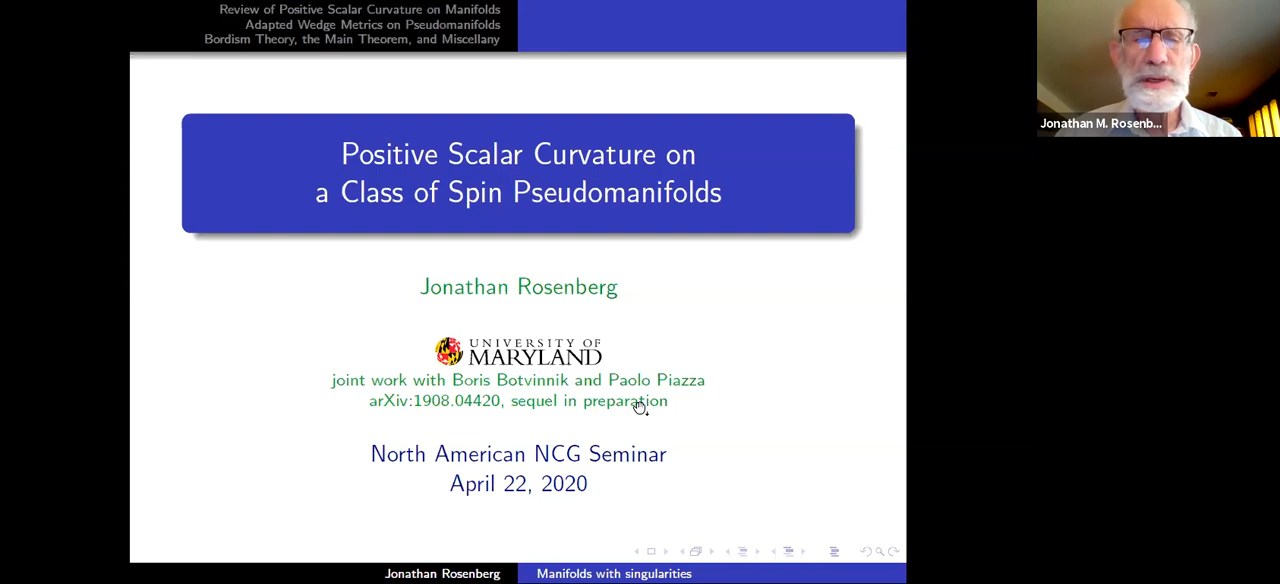 Review of Positive Scalar Curvature on Manifolds
Adapted Wedge Metrics on Pseudomanifolds
Bordism Theory, the Main Theorem, and Miscellany
Positive Scalar Curvature on
a Class of Spin Pseudomanifolds
Jonathan Rosenberg
UNIVERSITY OF
MARYLAND
joint work with Boris Botvinnik and Paolo Piazza
arXiv:1908.04420, sequel in preparation
North American NCG Seminar
April 22, 2020
Jonathan Rosenberg
Manifolds with singularities
Jonathan M. Rosenb...